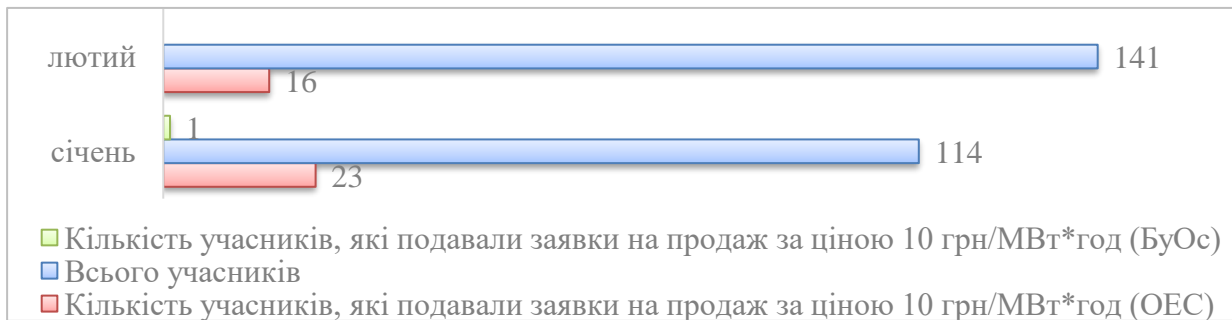 лютий
141
16
1
січень
114
23
Кількість учасників, які подавали заявки на продаж за ціною 10 грн/МВт*год (БуОс)
Всього учасників
Кількість учасників, які подавали заявки на продаж за ціною 10 грн/МВт*год (ОЕС)